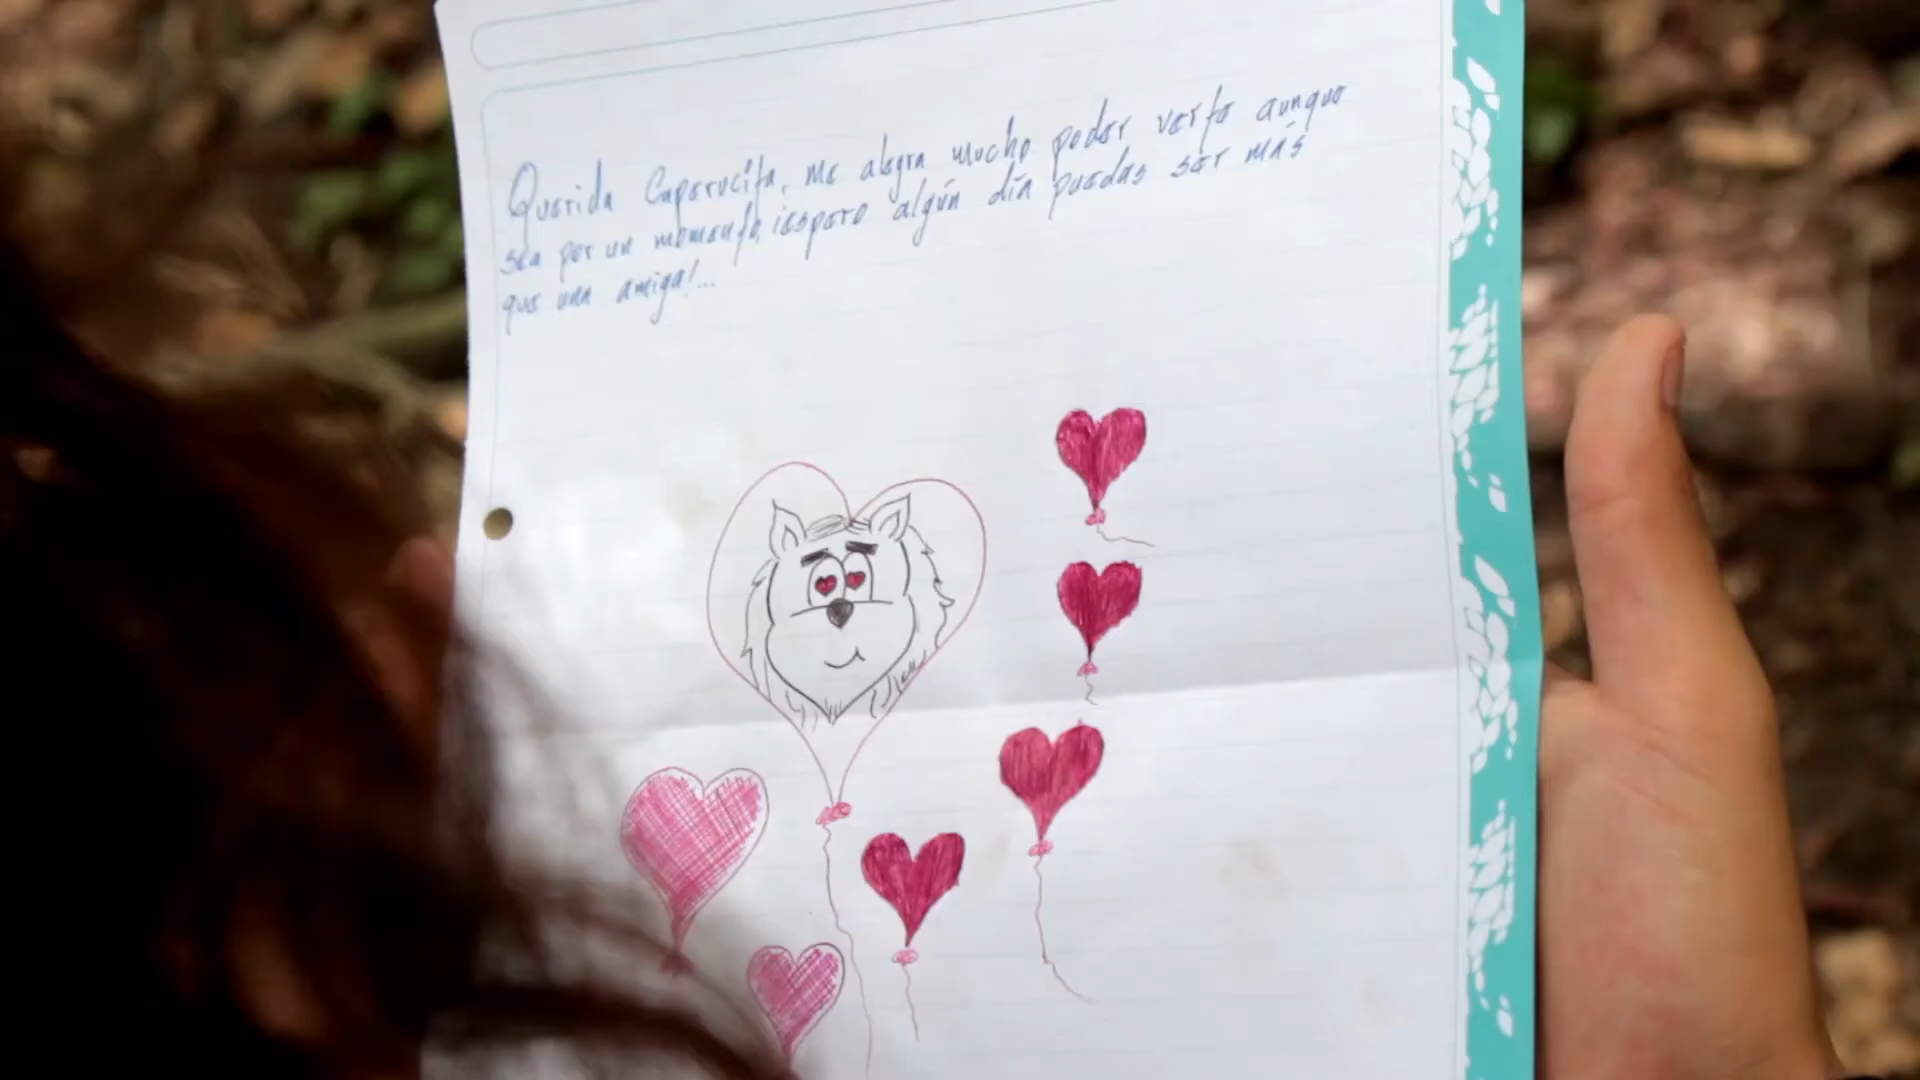 Querida Caperucita, me alegra mucho poder verte aunque
sea por un momento, ¡espero algún día puedas ser más
que una amiga!...